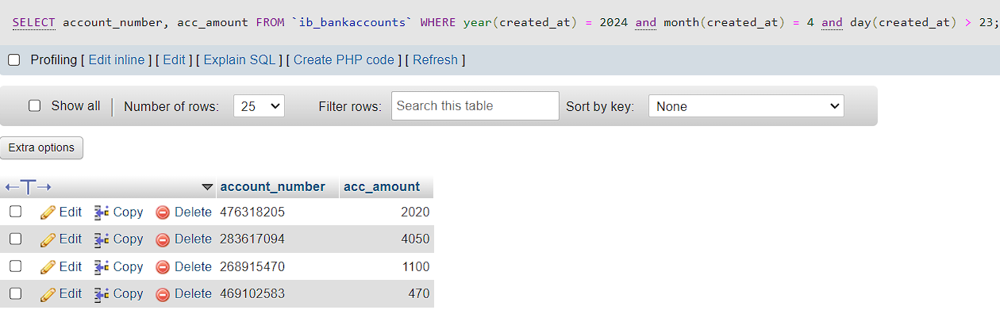 SELECT account_number, acc_amount FROM `ib_bankaccounts` WHERE year(created_at) = 2024 and month(created_at) = 4 and day(created_at) > 23;
Profiling [ Edit inline ] [ Edit ] [ Explain SQL ] [ Create PHP code ] [ Refresh ]
Show all Number of rows: 25 Filter rows: Search this table Sort by key: None
Extra options
account_number acc_amount
Edit Copy Delete 476318205 2020
Edit Copy Delete 283617094 4050
Edit Copy Delete 268915470 1100
Edit Copy Delete 469102583 470